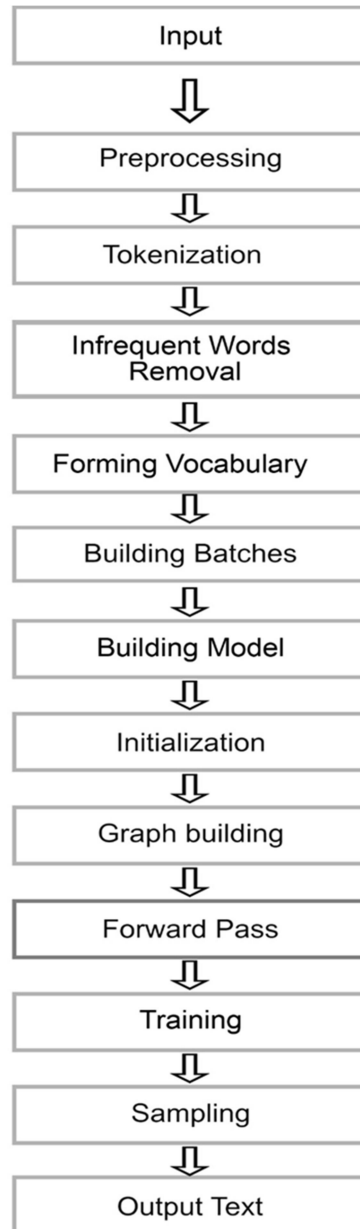 Input
Preprocessing
Tokenization
Infrequent Words
Removal
Forming Vocabulary
Building Batches
Building Model
Initialization
Graph building
Forward Pass
Training
Sampling
Output Text